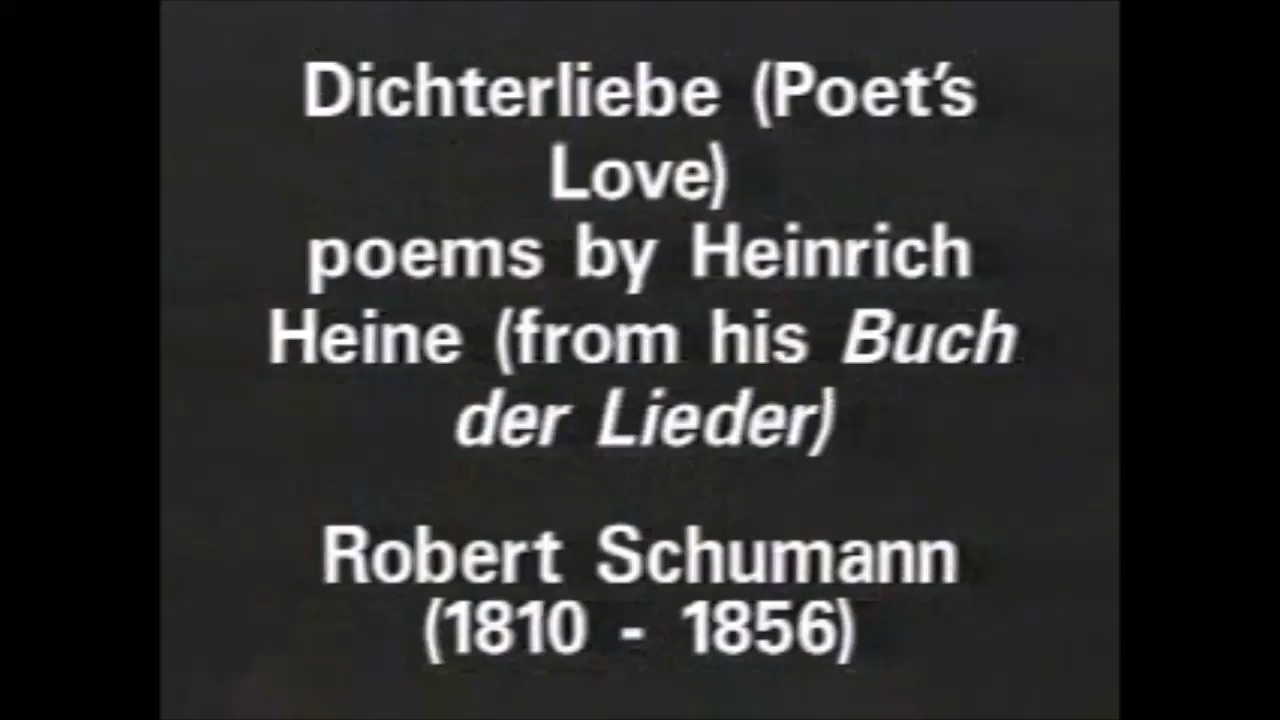 Dichterliebe (Poet's
Love)
poems by Heinrich
Heine (from his Buch
der Lieder)
Robert Schumann
(1810 - 1856)